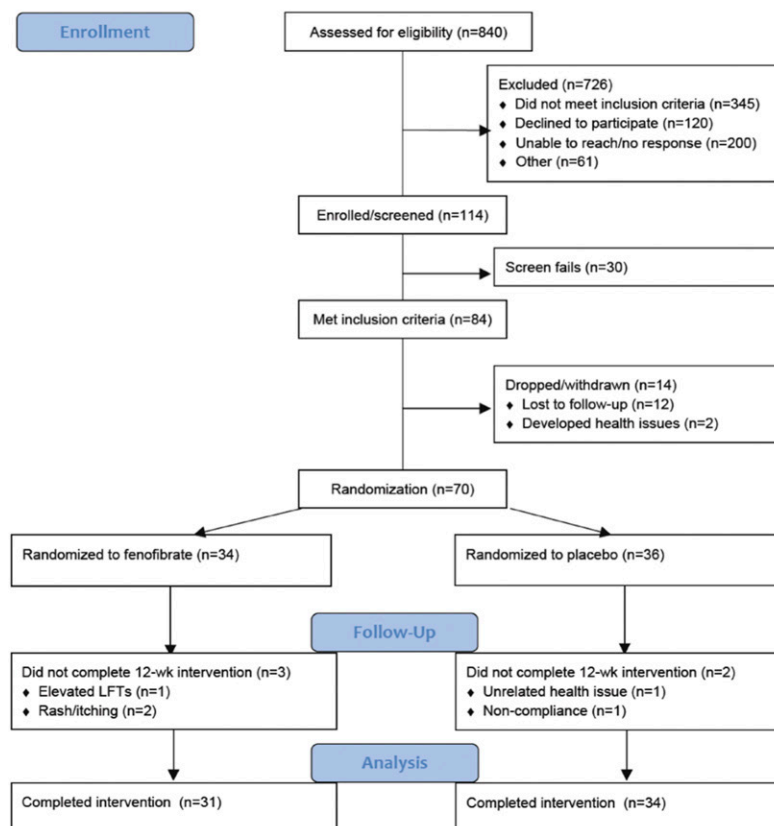 Enrollment
Assessed for eligibility (n=840)
Excluded (n=726)
♦ Did not meet inclusion criteria (n=345)
♦ Declined to participate (n=120)
♦ Unable to reach/no response (n=200)
♦ Other (n=61)
Enrolled/screened (n=114)
Screen fails (n=30)
Met inclusion criteria (n=84)
Dropped/withdrawn (n=14)
♦ Lost to follow-up (n=12)
♦ Developed health issues (n=2)
Randomization (n=70)
Randomized to fenofibrate (n=34)
Randomized to placebo (n=36)
Follow-Up
Did not complete 12-wk intervention (n=3)
♦ Elevated LFTs (n=1)
♦ Rash/itching (n=2)
Did not complete 12-wk intervention (n=2)
♦ Unrelated health issue (n=1)
♦ Non-compliance (n=1)
Analysis
Completed intervention (n=31)
Completed intervention (n=34)